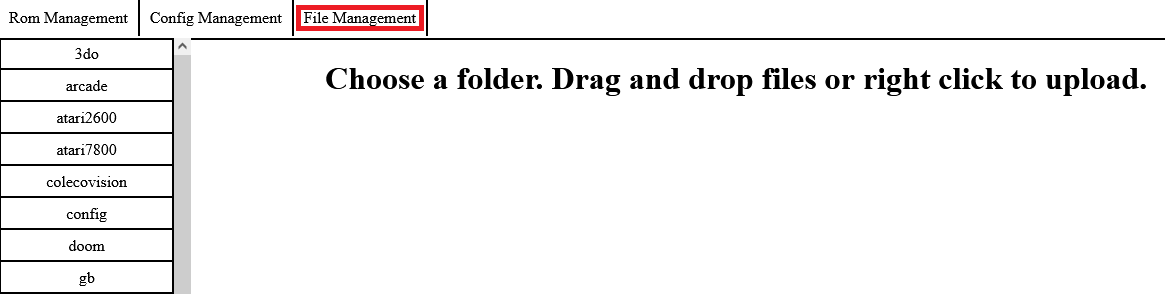 Rom Management Config Management File Management
3do
Choose a folder. Drag and drop files or right click to upload.
arcade
atari2600
atari7800
colecovision
config
doom
gb